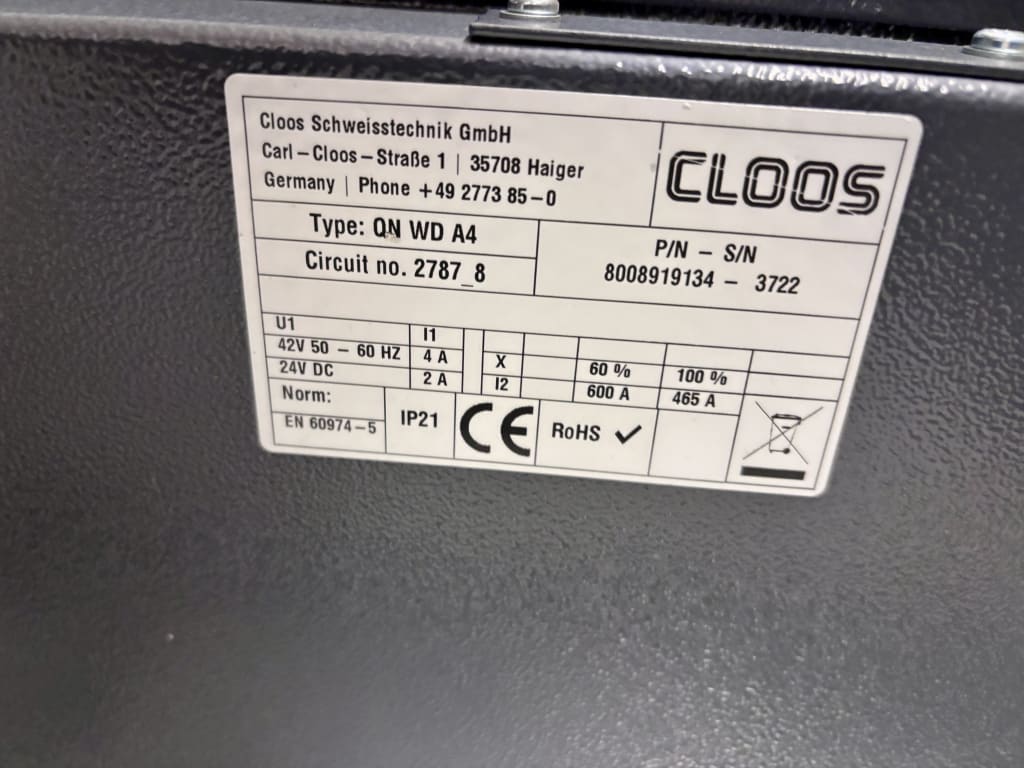 Cloos Schweisstechnik GmbH
Carl – Cloos – Straße 1 | 35708 Haiger
Germany | Phone +49 2773 85 – 0
CLOOS
Type: QN WD A4
Circuit no. 2787_8
P/N – S/N
8008919134 – 3722
U1 I1
42V 50 – 60 HZ 4 A X 60 % 100 %
24V DC 2 A I2 600 A 465 A
Norm:
EN 60974 – 5
IP21
CE
RoHS ✓